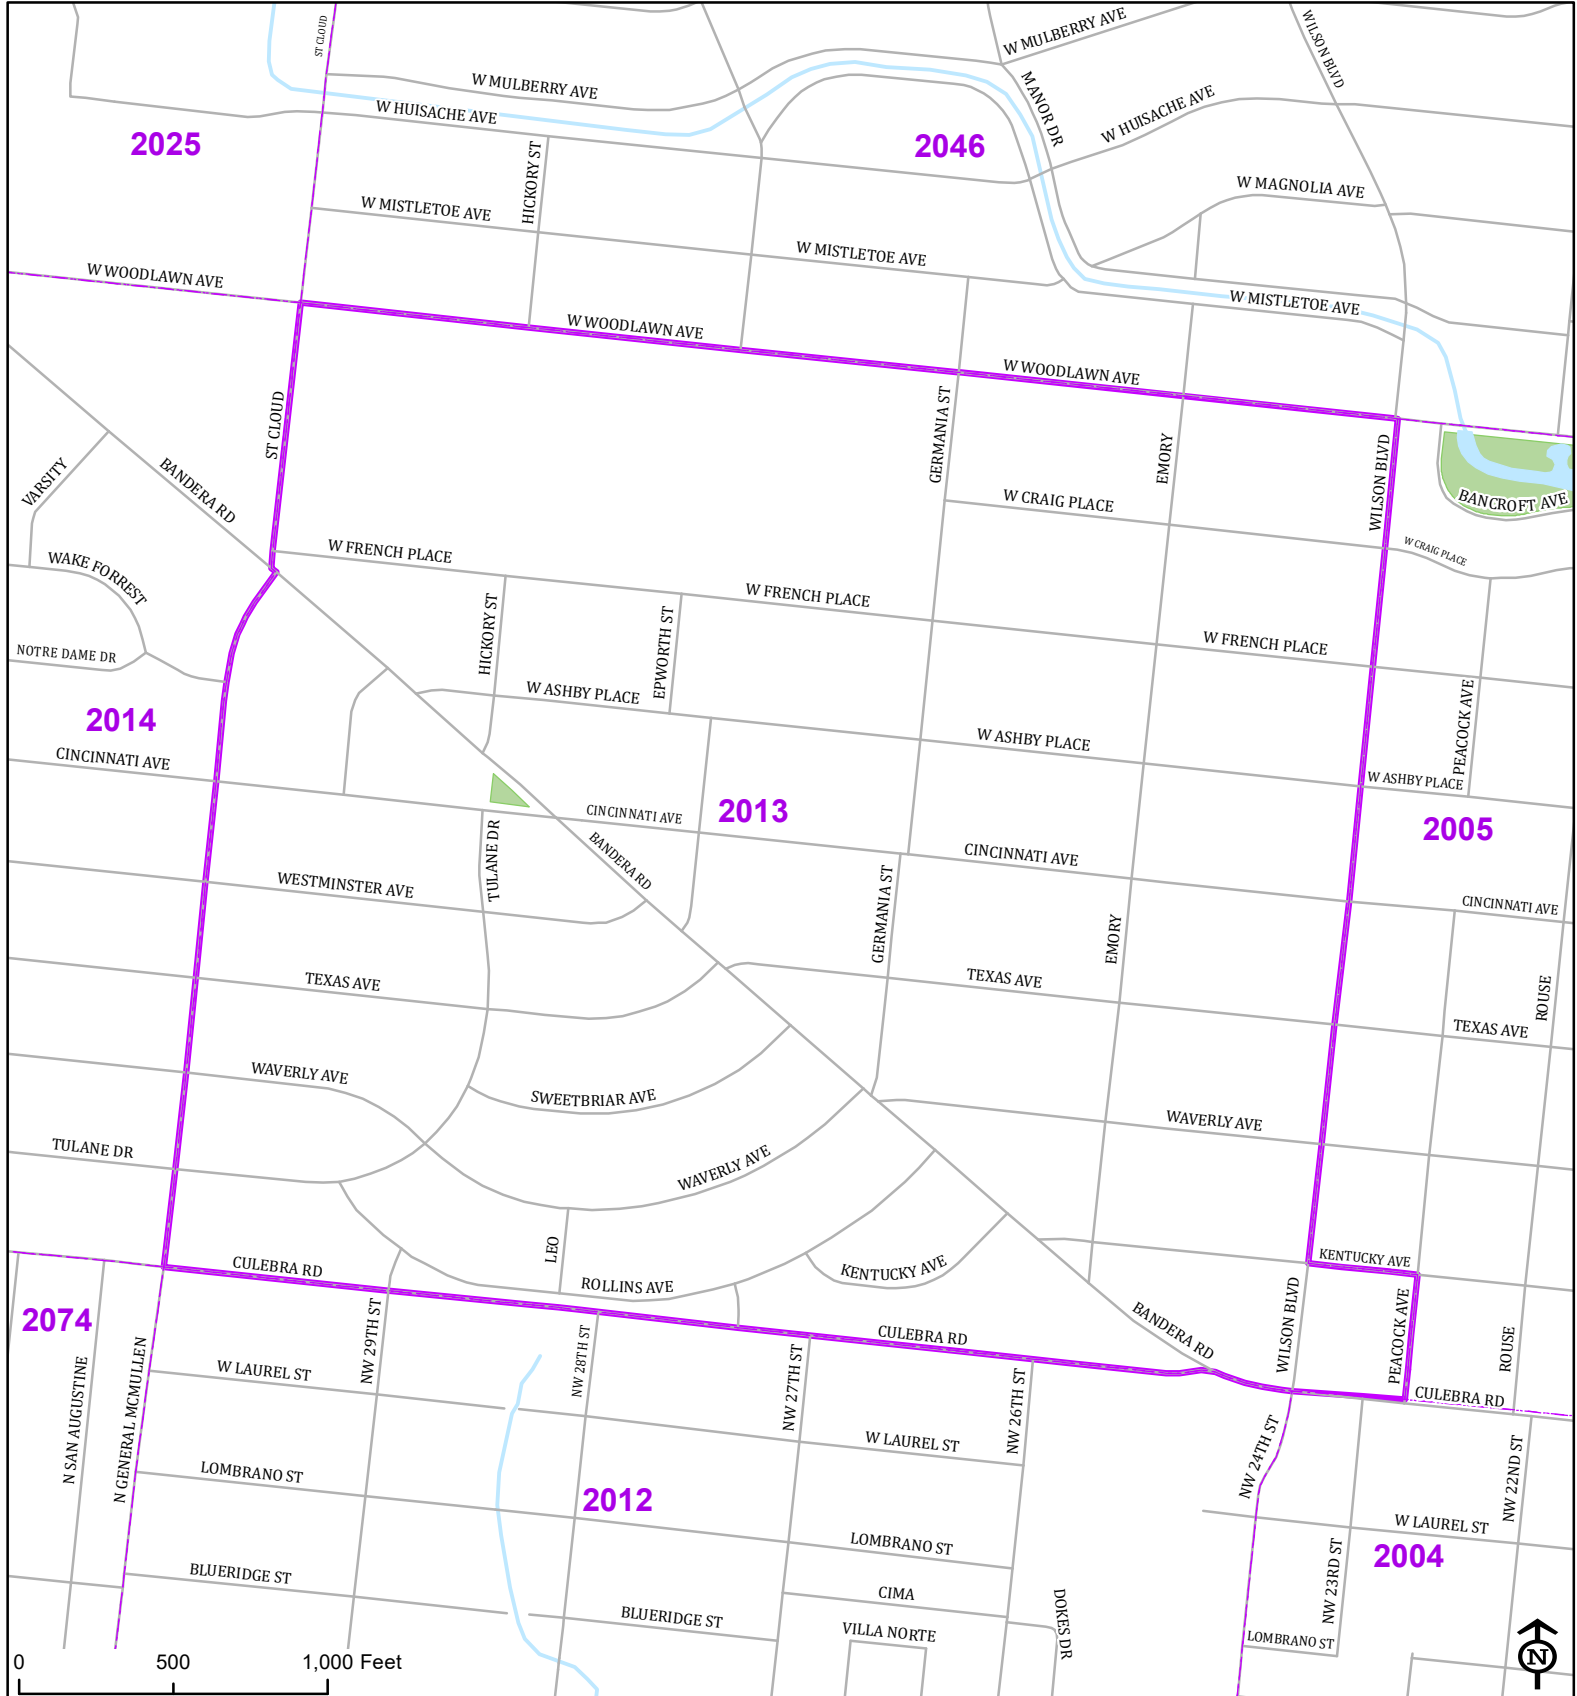 ST CLOUD
W MULBERRY AVE
WILSON BLVD
W MULBERRY AVE
W HUISACHE AVE
MANOR DR
W HUISACHE AVE
2025
2046
HICKORY ST
W MISTLETOE AVE
W MAGNOLIA AVE
W MISTLETOE AVE
W WOODLAWN AVE
W MISTLETOE AVE
W WOODLAWN AVE
W WOODLAWN AVE
ST CLOUD
GERMANIA ST
EMORY
WILSON BLVD
VARSITY
BANDERA RD
W CRAIG PLACE
BANCROFT AVE
W CRAIG PLACE
WAKE FORREST
W FRENCH PLACE
W FRENCH PLACE
HICKORY ST
EPWORTH ST
W FRENCH PLACE
NOTRE DAME DR
W ASHBY PLACE
PEACOCK AVE
2014
W ASHBY PLACE
CINCINNATI AVE
W ASHBY PLACE
2013
CINCINNATI AVE
2005
TULANE DR
BANDERA RD
CINCINNATI AVE
WESTMINSTER AVE
GERMANIA ST
CINCINNATI AVE
EMORY
TEXAS AVE
TEXAS AVE
ROUSE
TEXAS AVE
WAVERLY AVE
SWEETBRIAR AVE
WAVERLY AVE
TULANE DR
WAVERLY AVE
LEO
CULEBRA RD
KENTUCKY AVE
KENTUCKY AVE
ROLLINS AVE
2074
NW 29TH ST
BANDERA RD
WILSON BLVD
PEACOCK AVE
ROUSE
CULEBRA RD
N SAN AUGUSTINE
N GENERAL MCMULLEN
W LAUREL ST
NW 28TH ST
NW 27TH ST
NW 26TH ST
CULEBRA RD
W LAUREL ST
NW 24TH ST
NW 22ND ST
LOMBRANO ST
2012
W LAUREL ST
LOMBRANO ST
2004
BLUERIDGE ST
CIMA
NW 23RD ST
BLUERIDGE ST
DOKES DR
VILLA NORTE
LOMBRANO ST
N
0 500 1,000 Feet